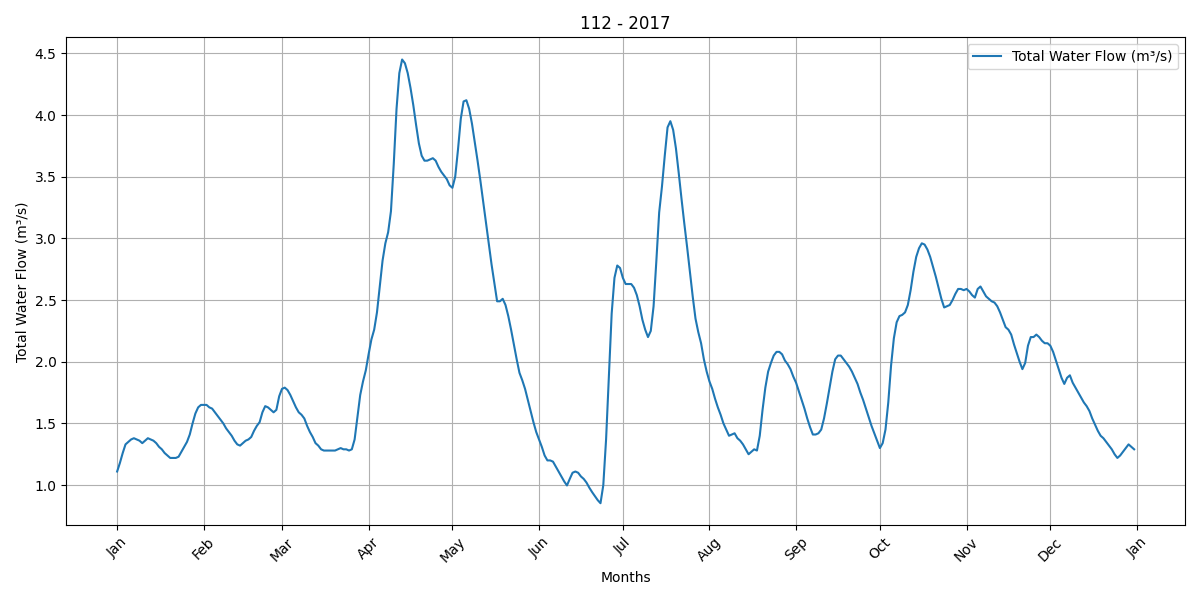 112 - 2017
Total Water Flow (m³/s)
Total Water Flow (m³/s)
4.5
4.0
3.5
3.0
2.5
2.0
1.5
1.0
Jan Feb Mar Apr May Jun Jul Aug Sep Oct Nov Dec Jan
Months